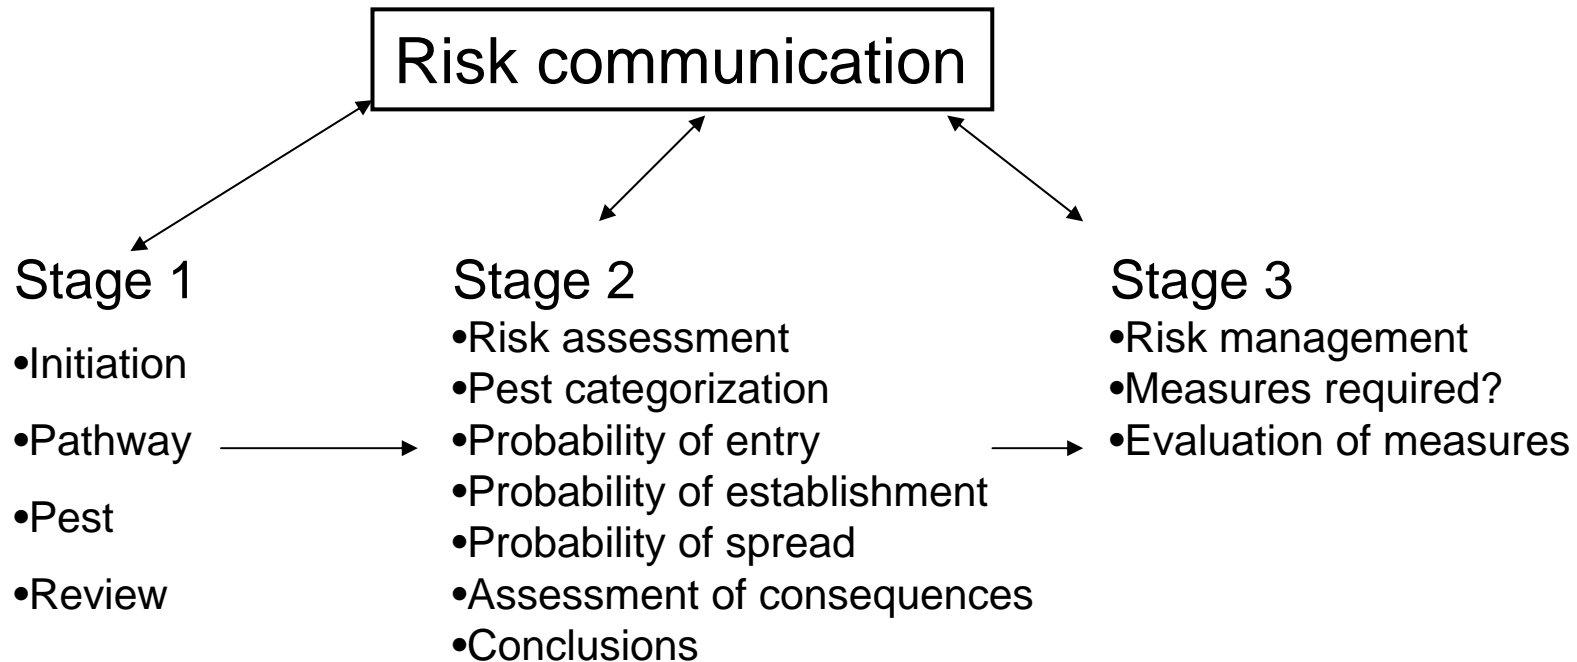 Risk communication
Stage 1
•Initiation
•Pathway
•Pest
•Review
Stage 2
•Risk assessment
•Pest categorization
•Probability of entry
•Probability of establishment
•Probability of spread
•Assessment of consequences
•Conclusions
Stage 3
•Risk management
•Measures required?
•Evaluation of measures